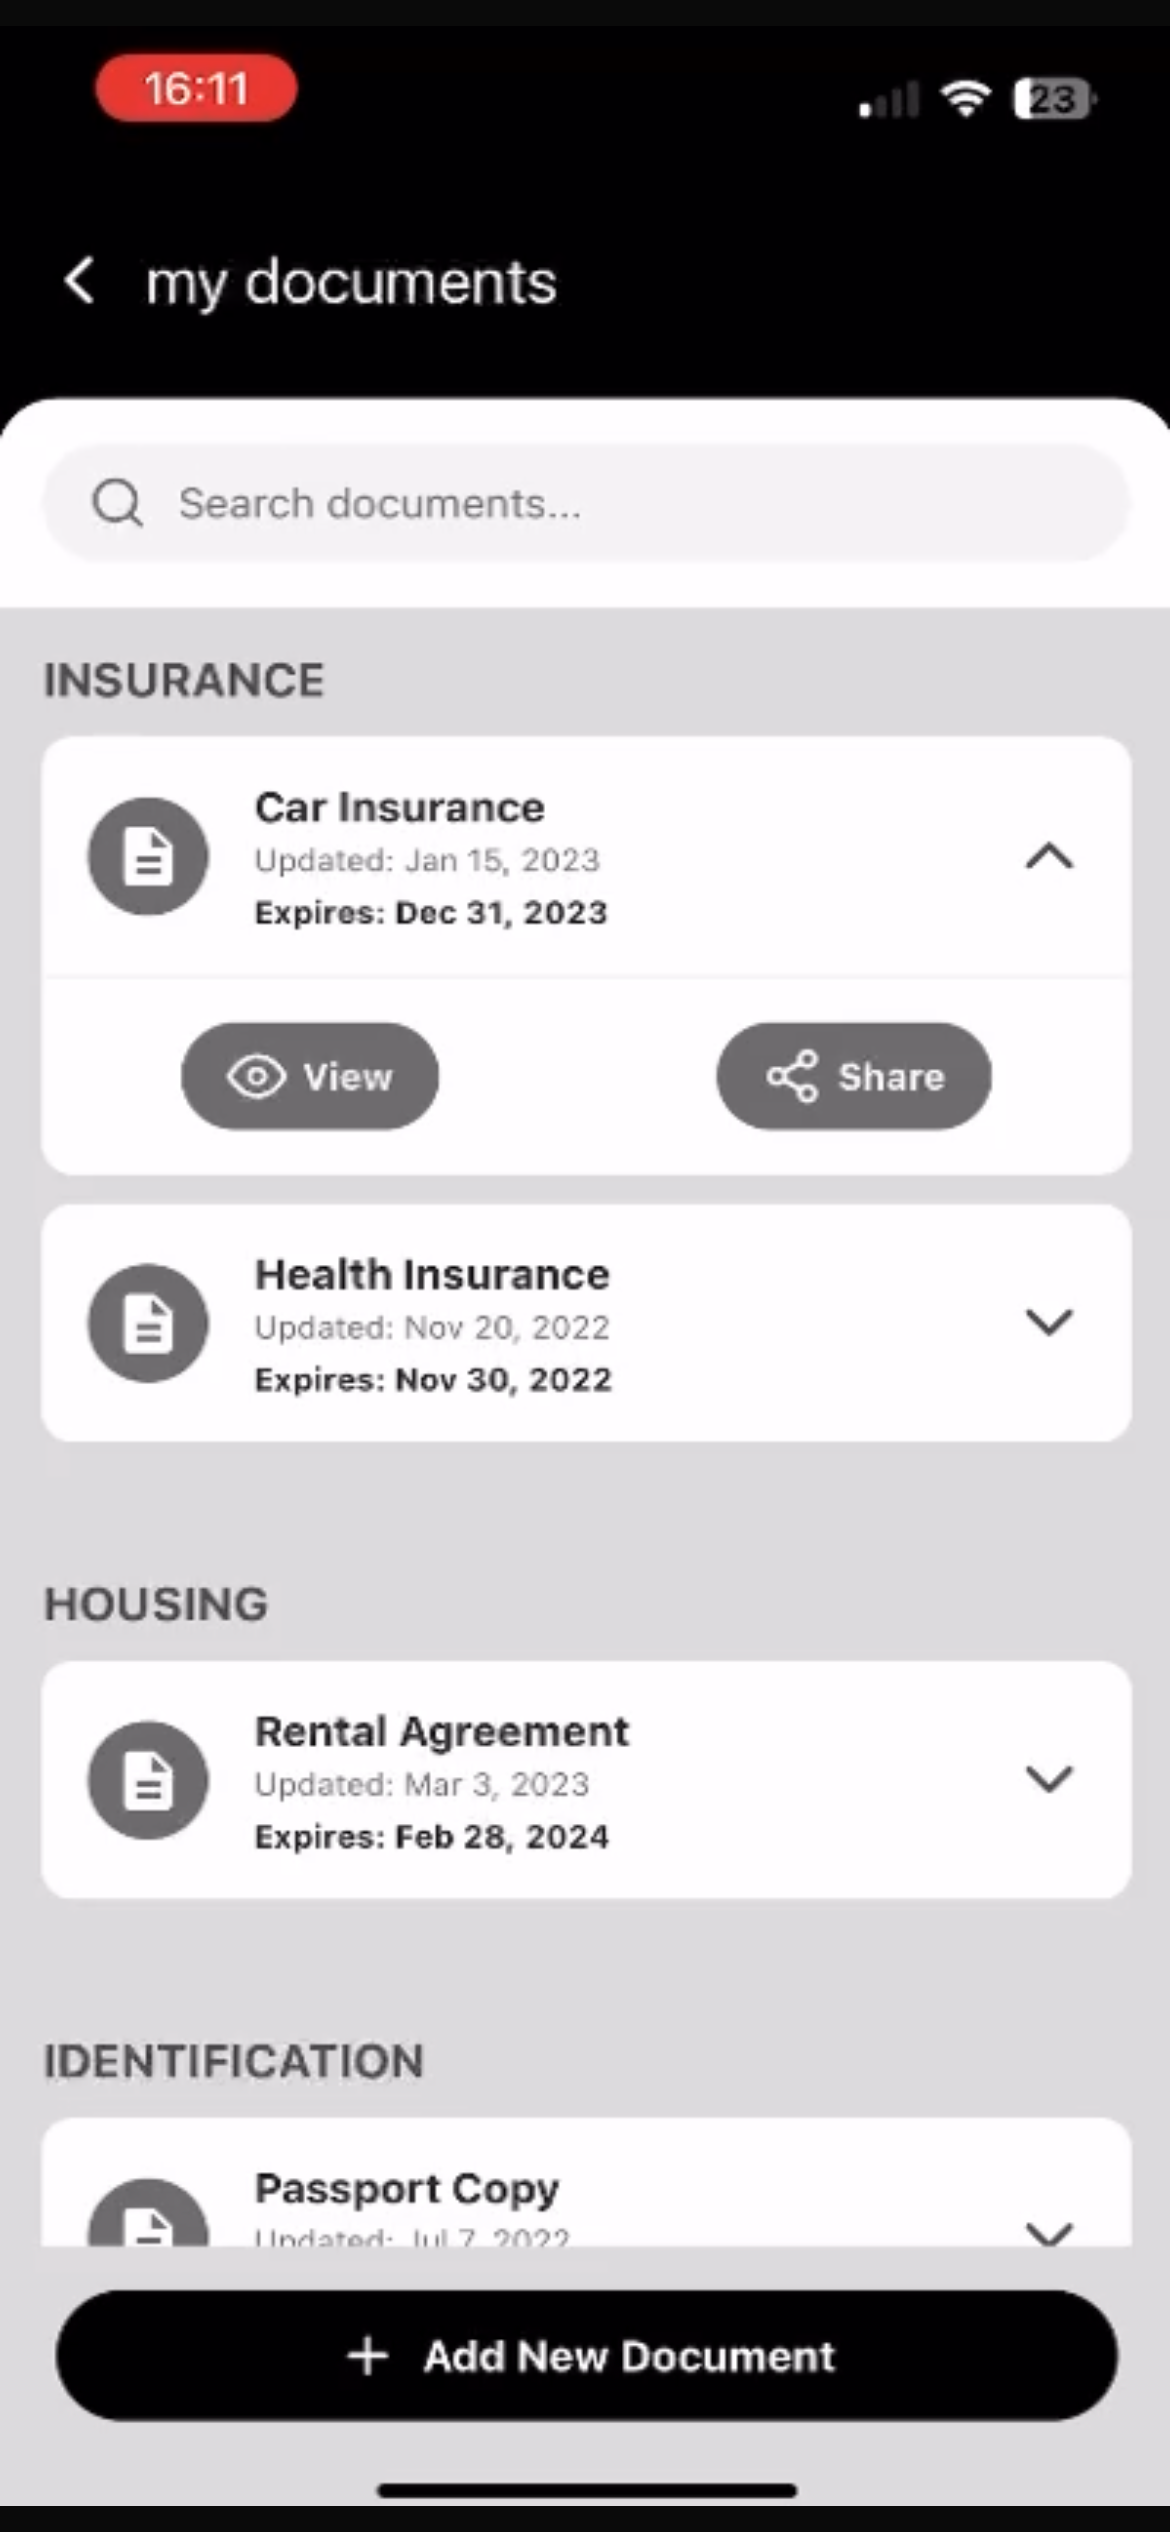 16:11
23
my documents
Search documents...
INSURANCE
Car Insurance
Updated: Jan 15, 2023
Expires: Dec 31, 2023
View
Share
Health Insurance
Updated: Nov 20, 2022
Expires: Nov 30, 2022
HOUSING
Rental Agreement
Updated: Mar 3, 2023
Expires: Feb 28, 2024
IDENTIFICATION
Passport Copy
Updated: Jul 7, 2022
Add New Document